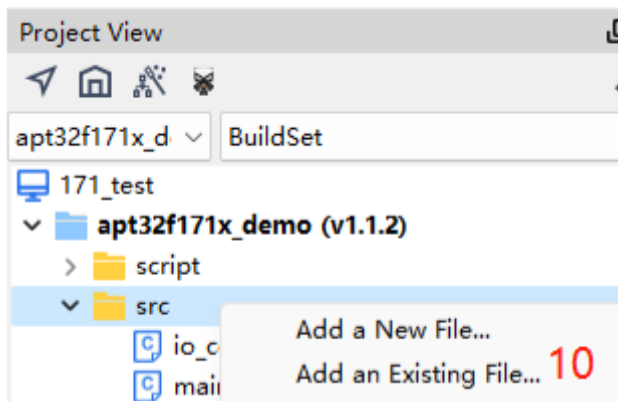 Project View
apt32f171x_d
BuildSet
171_test
apt32f171x_demo (v1.1.2)
script
src
Add a New File...
io_c
Add an Existing File... 10
mai